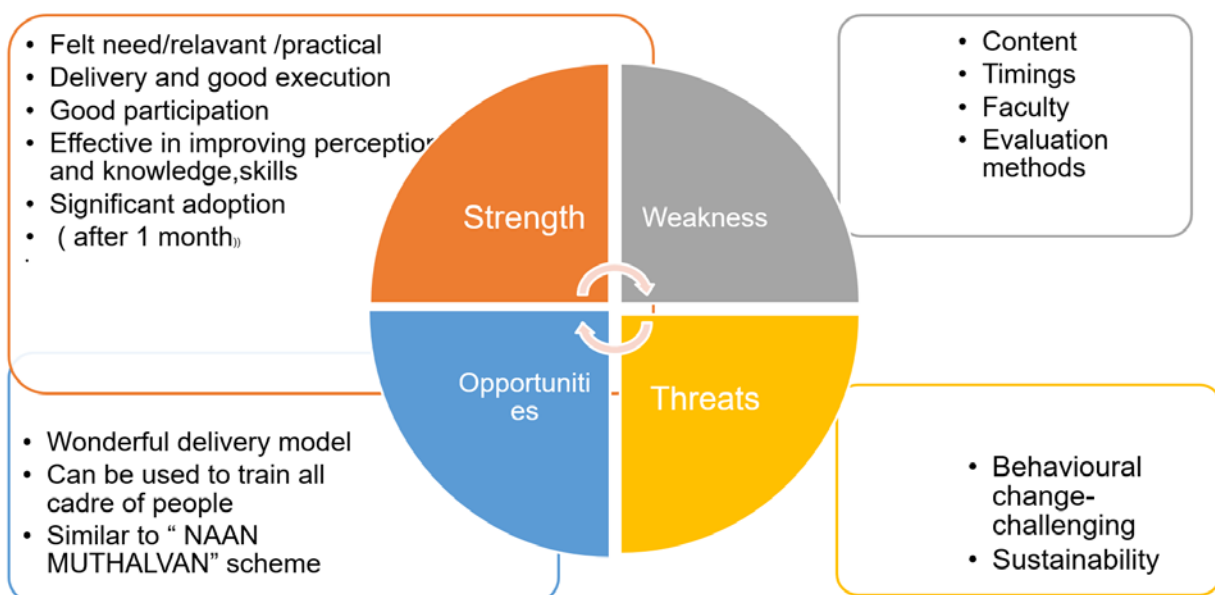 • Felt need/relavant /practical
• Delivery and good execution
• Good participation
• Effective in improving perception
and knowledge,skills
• Significant adoption
• ( after 1 month))
•
Strength
Weakness
• Content
• Timings
• Faculty
• Evaluation
methods
Opportuniti
es
• Wonderful delivery model
• Can be used to train all
cadre of people
• Similar to “ NAAN
MUTHALVAN” scheme
Threats
• Behavioural
change-
challenging
• Sustainability